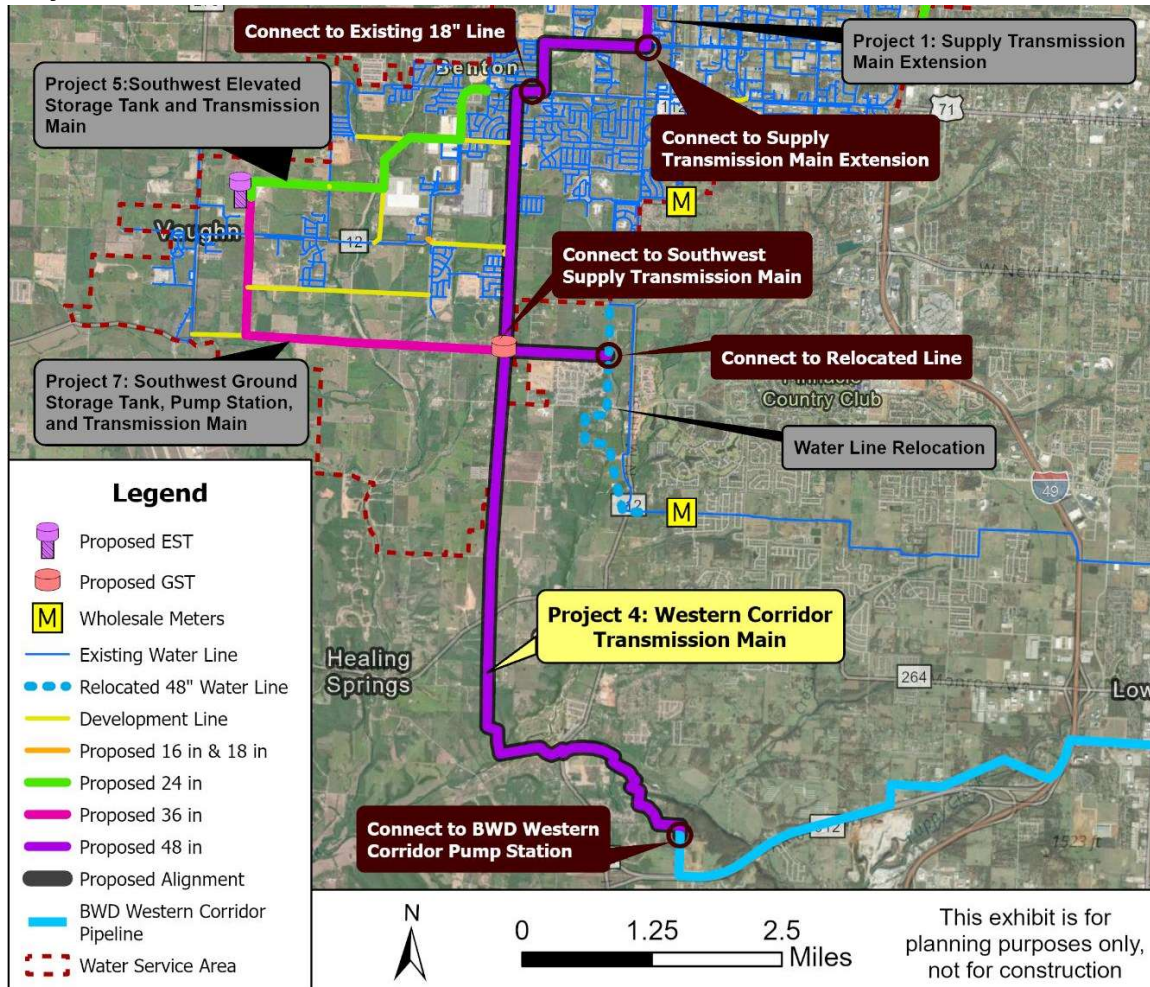 Connect to Existing 18" Line
Project 1: Supply Transmission
Main Extension
Benton
Project 5:Southwest Elevated
Storage Tank and Transmission
Main
71
112
Connect to Supply
Transmission Main Extension
M
Vaughn
12
Connect to Southwest
Supply Transmission Main
Connect to Relocated Line
Pinnacle
Country Club
Project 7: Southwest Ground
Storage Tank, Pump Station,
and Transmission Main
Water Line Relocation
49
M
Legend
Proposed EST
Proposed GST
M Wholesale Meters
Existing Water Line
Relocated 48" Water Line
Development Line
Proposed 16 in & 18 in
Proposed 24 in
Proposed 36 in
Proposed 48 in
Proposed Alignment
BWD Western Corridor
Pipeline
Water Service Area
Project 4: Western Corridor
Transmission Main
Healing
Springs
264
Low
Connect to BWD Western
Corridor Pump Station
612
1523 ft
N
0 1.25 2.5
Miles
This exhibit is for
planning purposes only,
not for construction